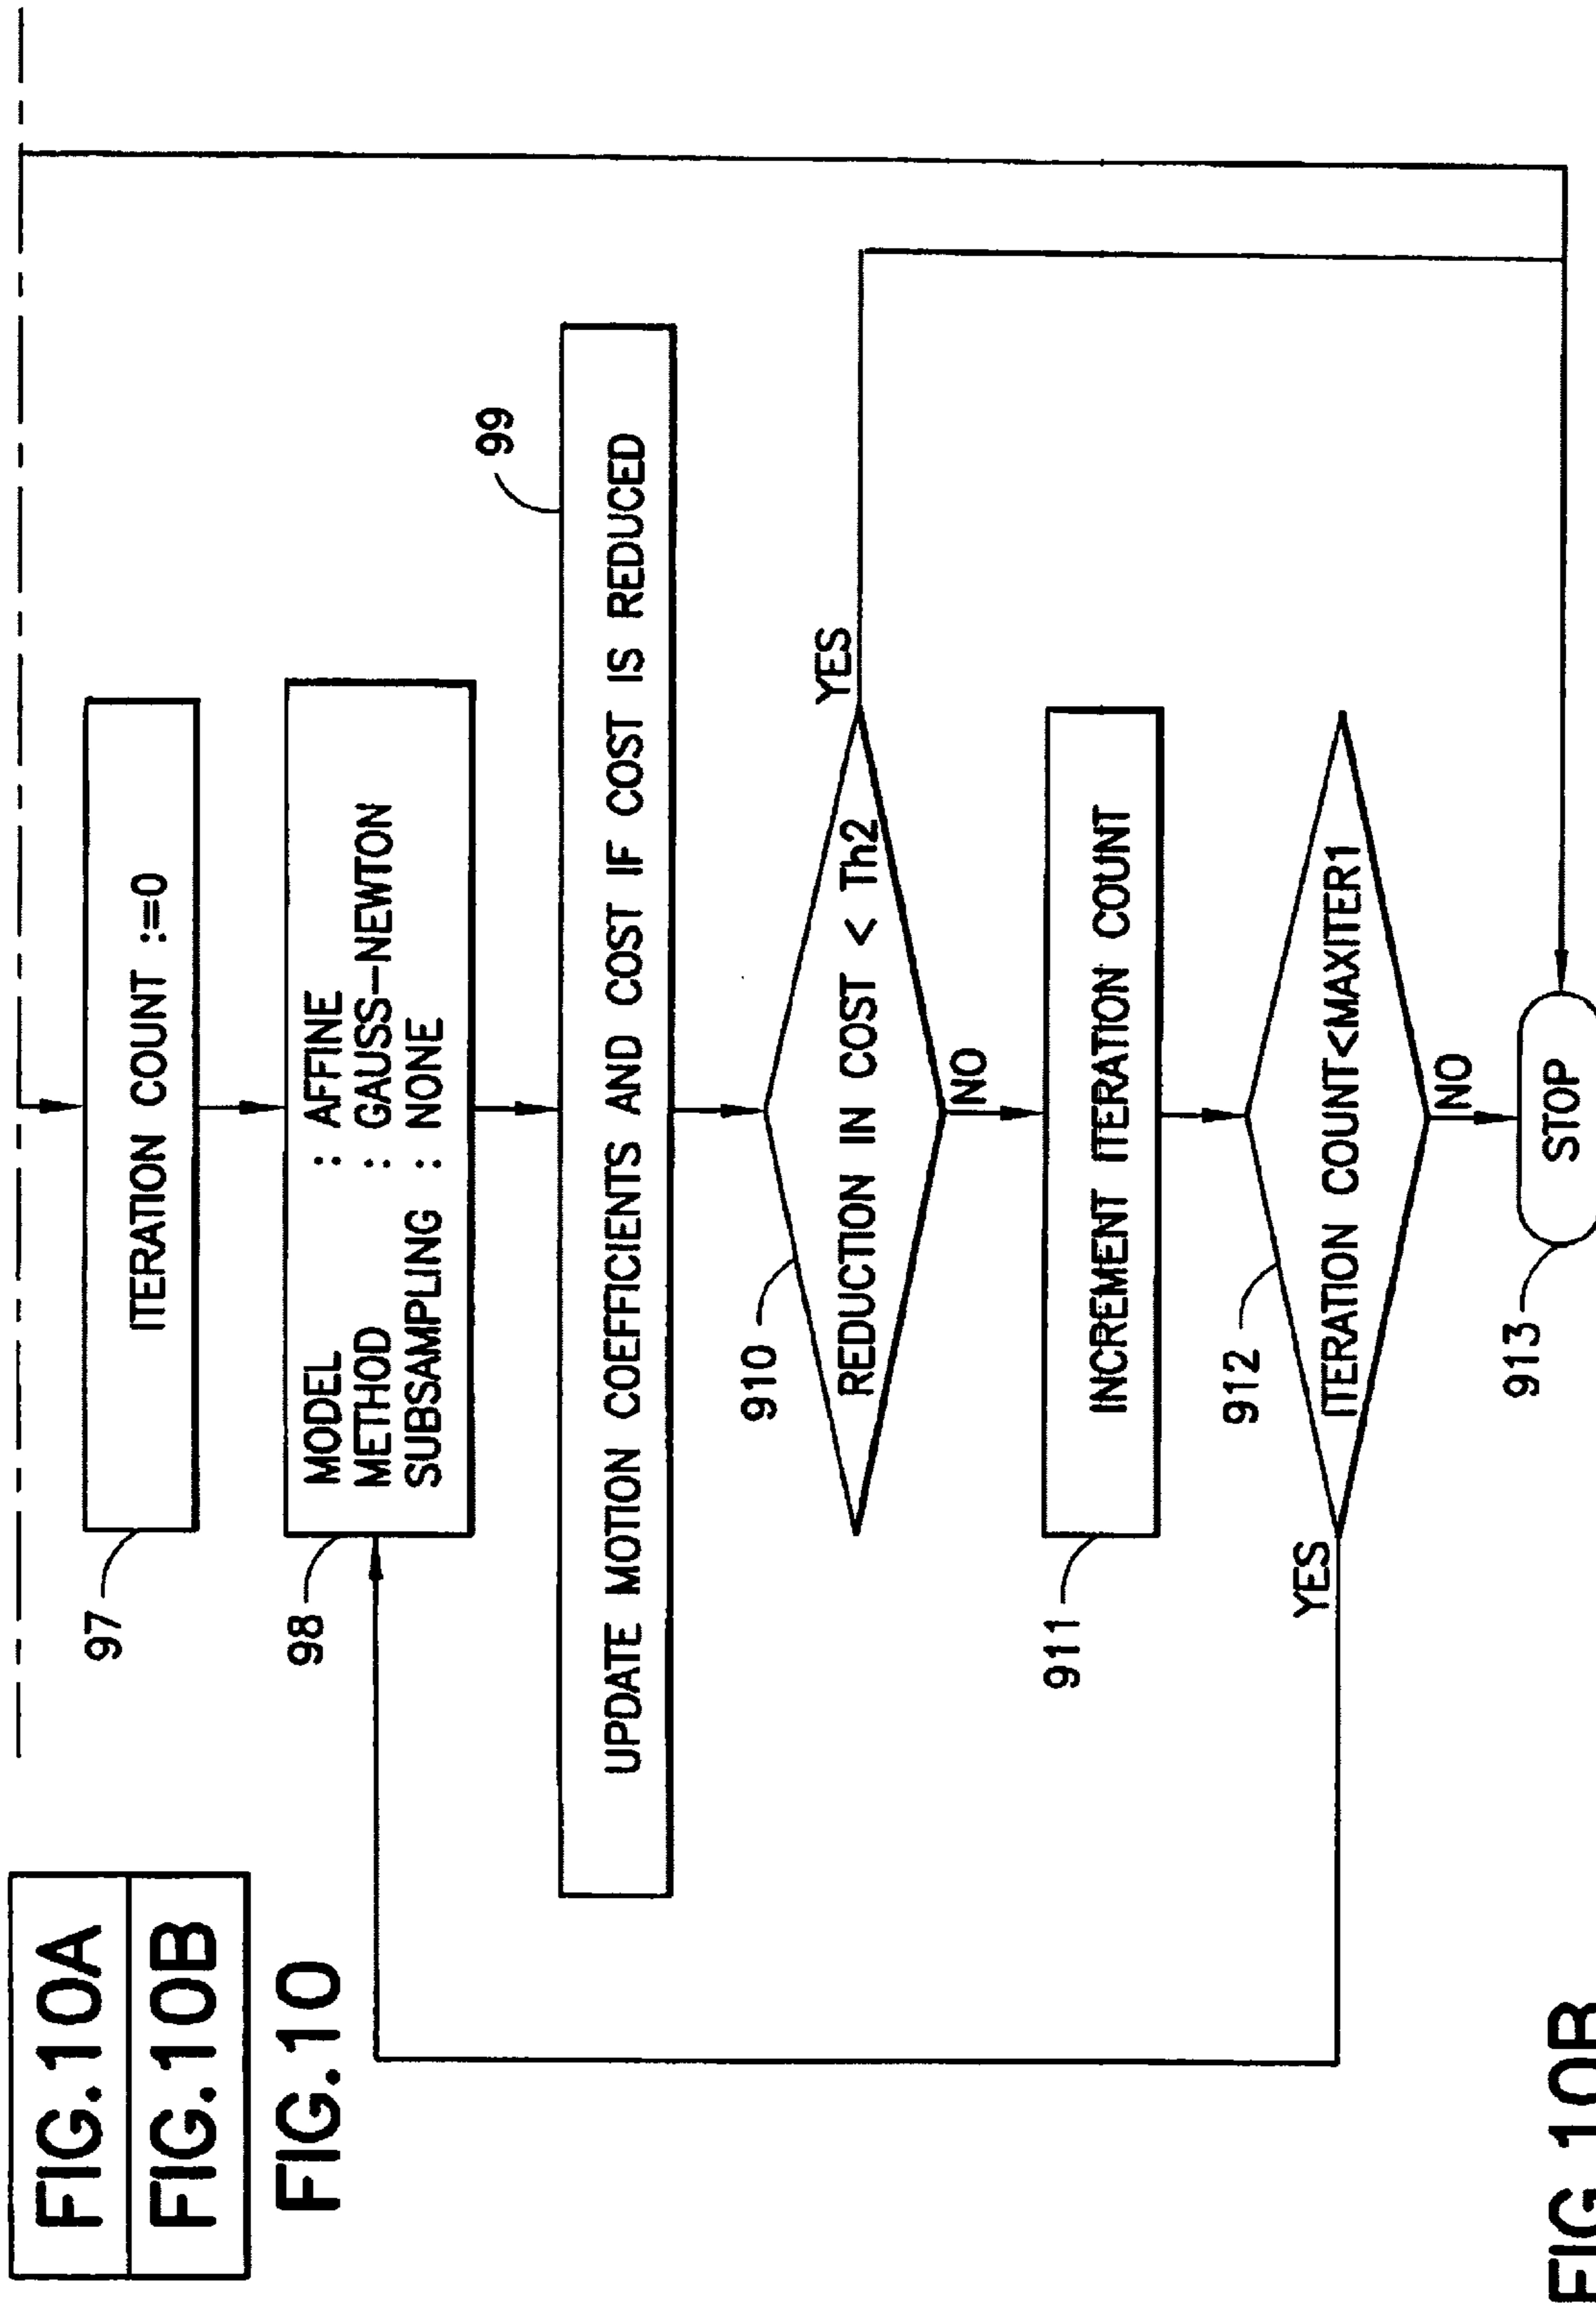 FIG.10A
FIG.10B
FIG.10
97
ITERATION COUNT :=0
98
MODEL : AFFINE
METHOD : GAUSS-NEWTON
SUBSAMPLING : NONE
99
UPDATE MOTION COEFFICIENTS AND COST IF COST IS REDUCED
910
REDUCTION IN COST < Th2
YES
NO
911
INCREMENT ITERATION COUNT
912
ITERATION COUNT<MAXITER1
YES
NO
913
STOP
FIG.10B